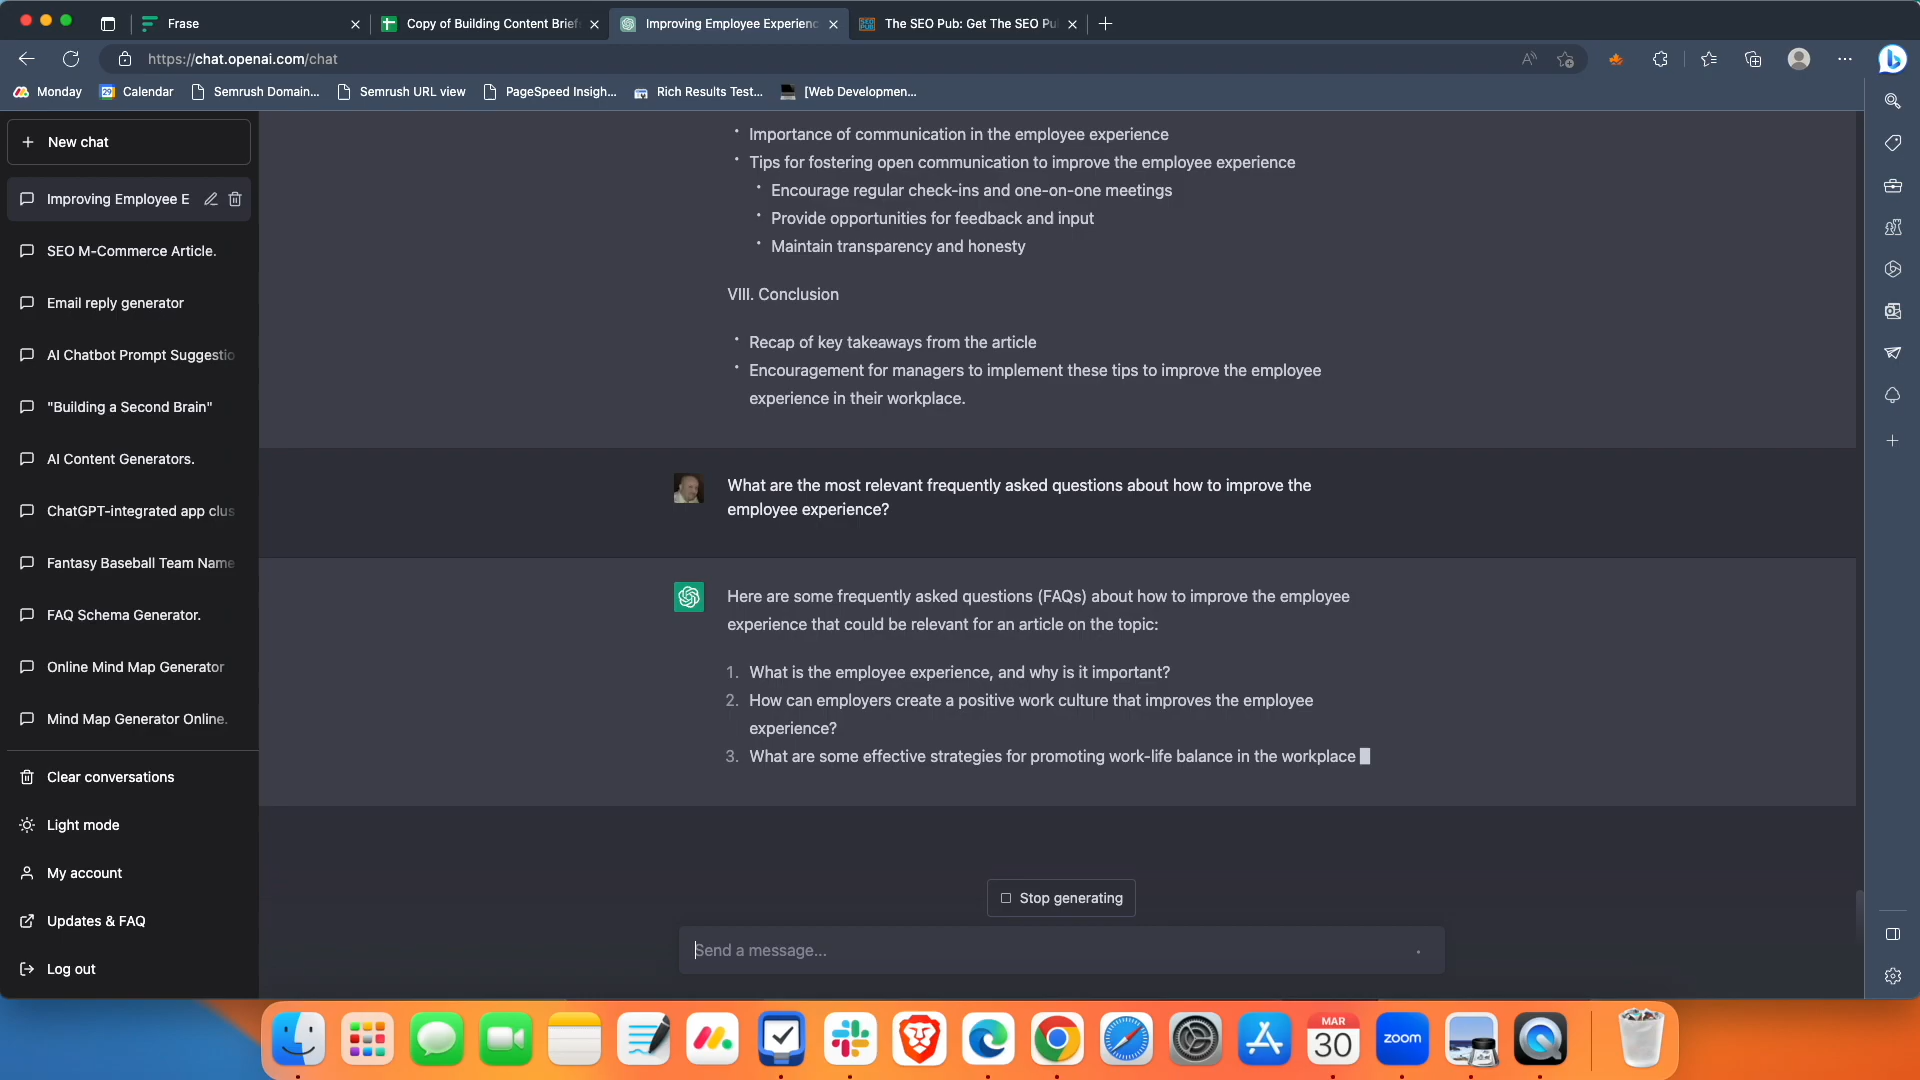 Frase
Copy of Building Content Brief
Improving Employee Experienc
The SEO Pub: Get The SEO Pu
https://chat.openai.com/chat
Monday
Calendar
Semrush Domain...
Semrush URL view
PageSpeed Insigh...
Rich Results Test...
[Web Developmen...
New chat
Improving Employee E
SEO M-Commerce Article.
Email reply generator
AI Chatbot Prompt Suggestio
"Building a Second Brain"
AI Content Generators.
ChatGPT-integrated app clus
Fantasy Baseball Team Name
FAQ Schema Generator.
Online Mind Map Generator
Mind Map Generator Online.
Clear conversations
Light mode
My account
Updates & FAQ
Log out
• Importance of communication in the employee experience
• Tips for fostering open communication to improve the employee experience
• Encourage regular check-ins and one-on-one meetings
• Provide opportunities for feedback and input
• Maintain transparency and honesty
VIII. Conclusion
• Recap of key takeaways from the article
• Encouragement for managers to implement these tips to improve the employee
experience in their workplace.
What are the most relevant frequently asked questions about how to improve the
employee experience?
Here are some frequently asked questions (FAQs) about how to improve the employee
experience that could be relevant for an article on the topic:
1. What is the employee experience, and why is it important?
2. How can employers create a positive work culture that improves the employee
experience?
3. What are some effective strategies for promoting work-life balance in the workplace
Stop generating
Send a message...
MAR
30
zoom